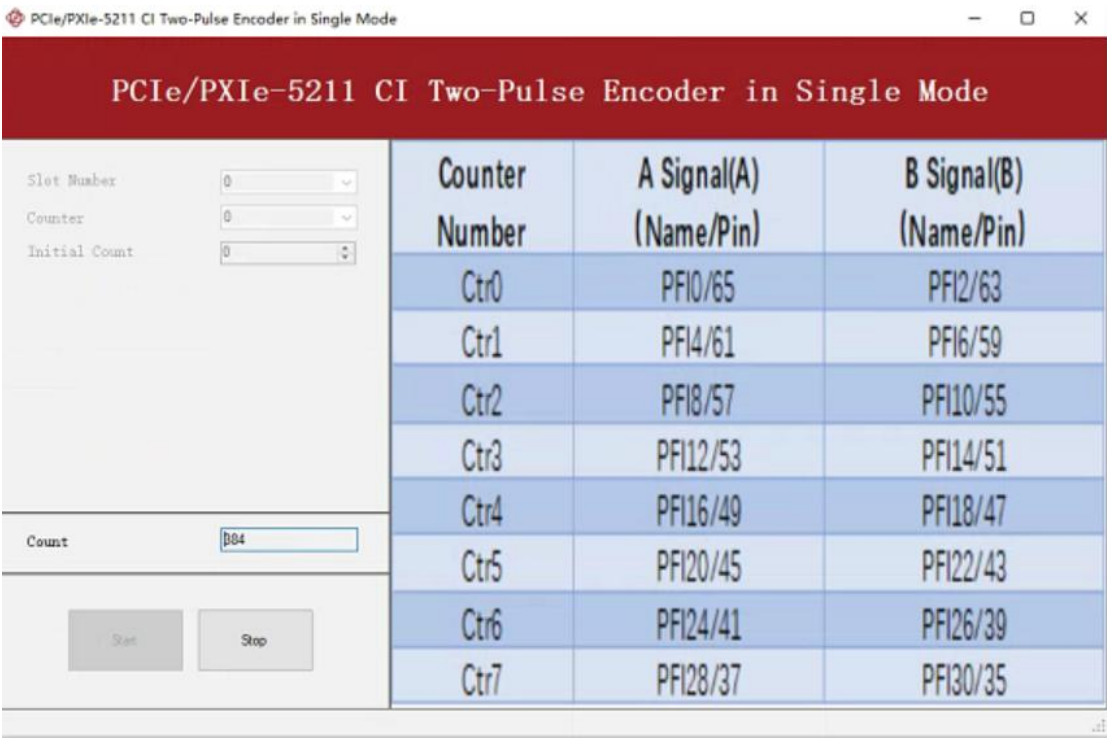 PCIe/PXIe-5211 CI Two-Pulse Encoder in Single Mode
PCIe/PXIe-5211 CI Two-Pulse Encoder in Single Mode
Slot Number 0
Counter 0
Initial Count 0
Count 384
Start Stop
Counter Number A Signal(A) (Name/Pin) B Signal(B) (Name/Pin)
Ctr0 PFI0/65 PFI2/63
Ctr1 PFI4/61 PFI6/59
Ctr2 PFI8/57 PFI10/55
Ctr3 PFI12/53 PFI14/51
Ctr4 PFI16/49 PFI18/47
Ctr5 PFI20/45 PFI22/43
Ctr6 PFI24/41 PFI26/39
Ctr7 PFI28/37 PFI30/35